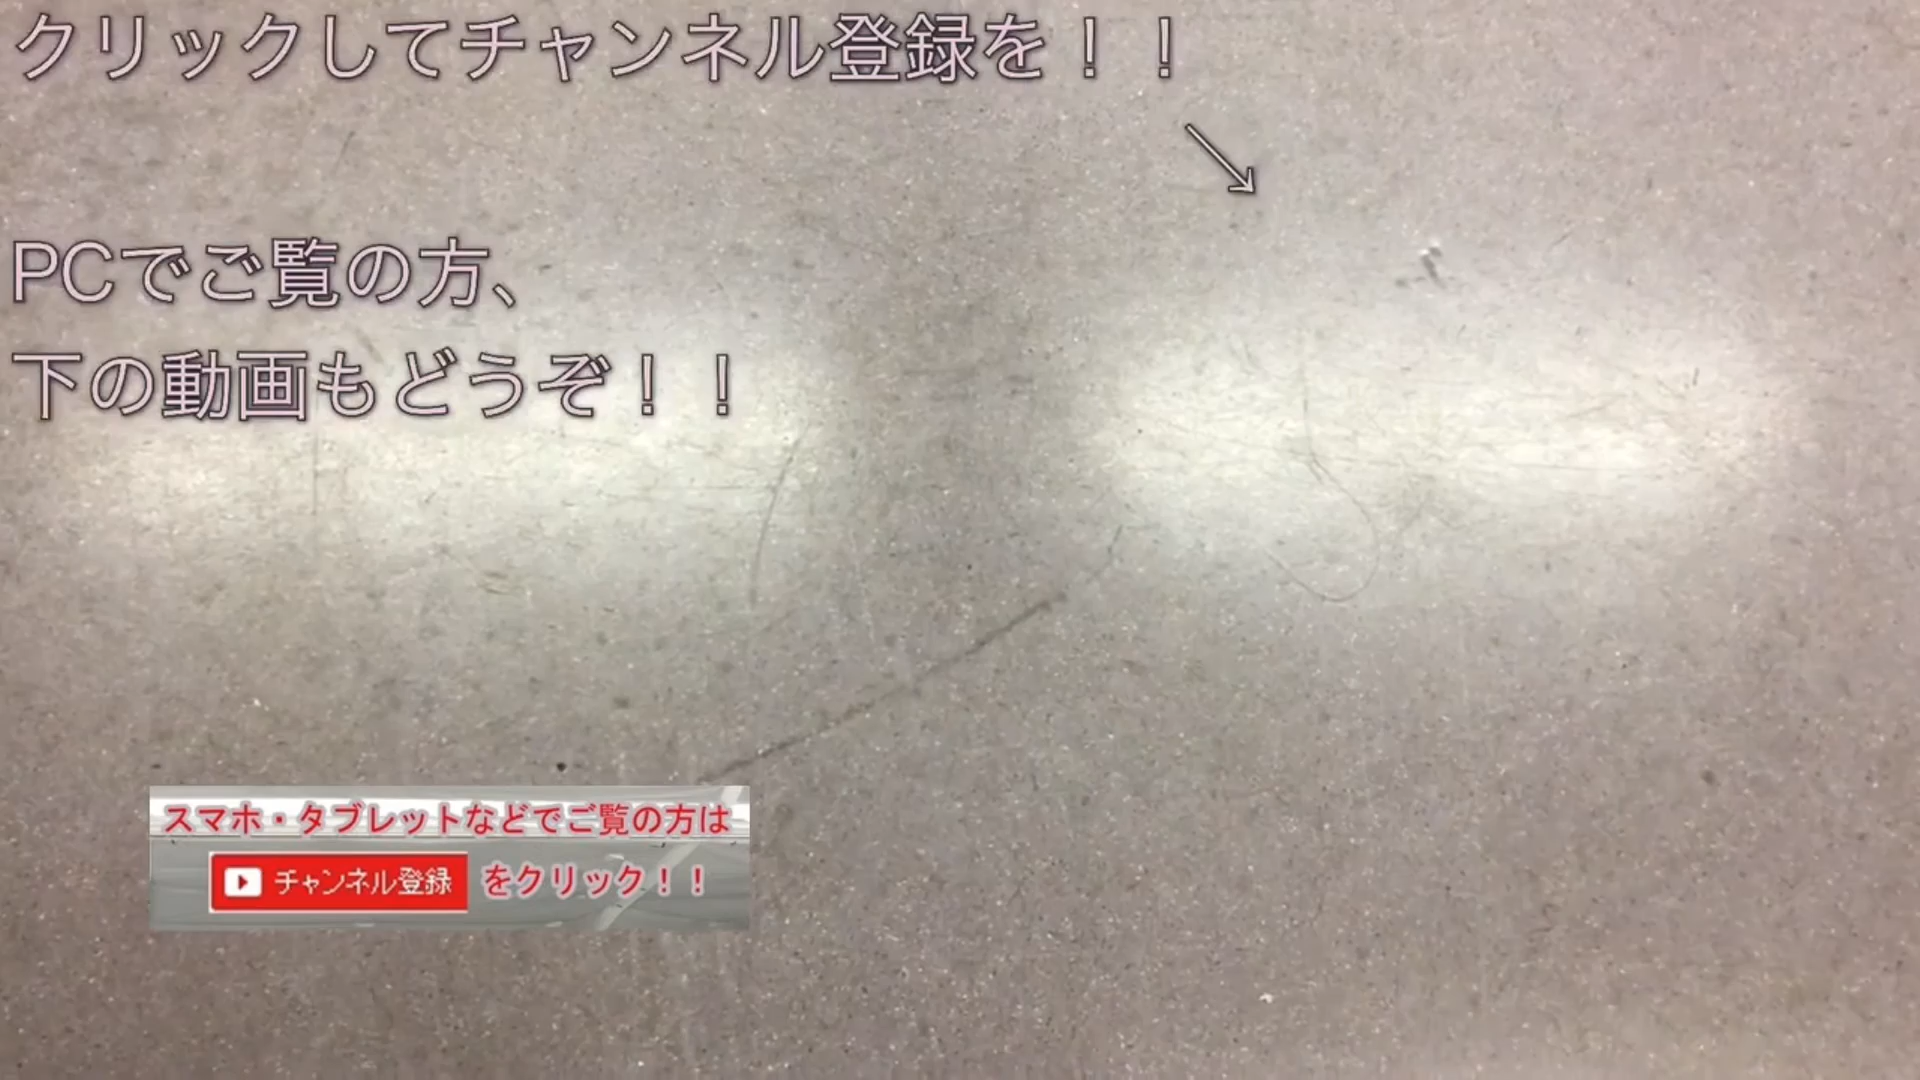 クリックしてチャンネル登録を！！
PCでご覧の方、
下の動画もどうぞ！！
スマホ・タブレットなどでご覧の方は
チャンネル登録 をクリック！！